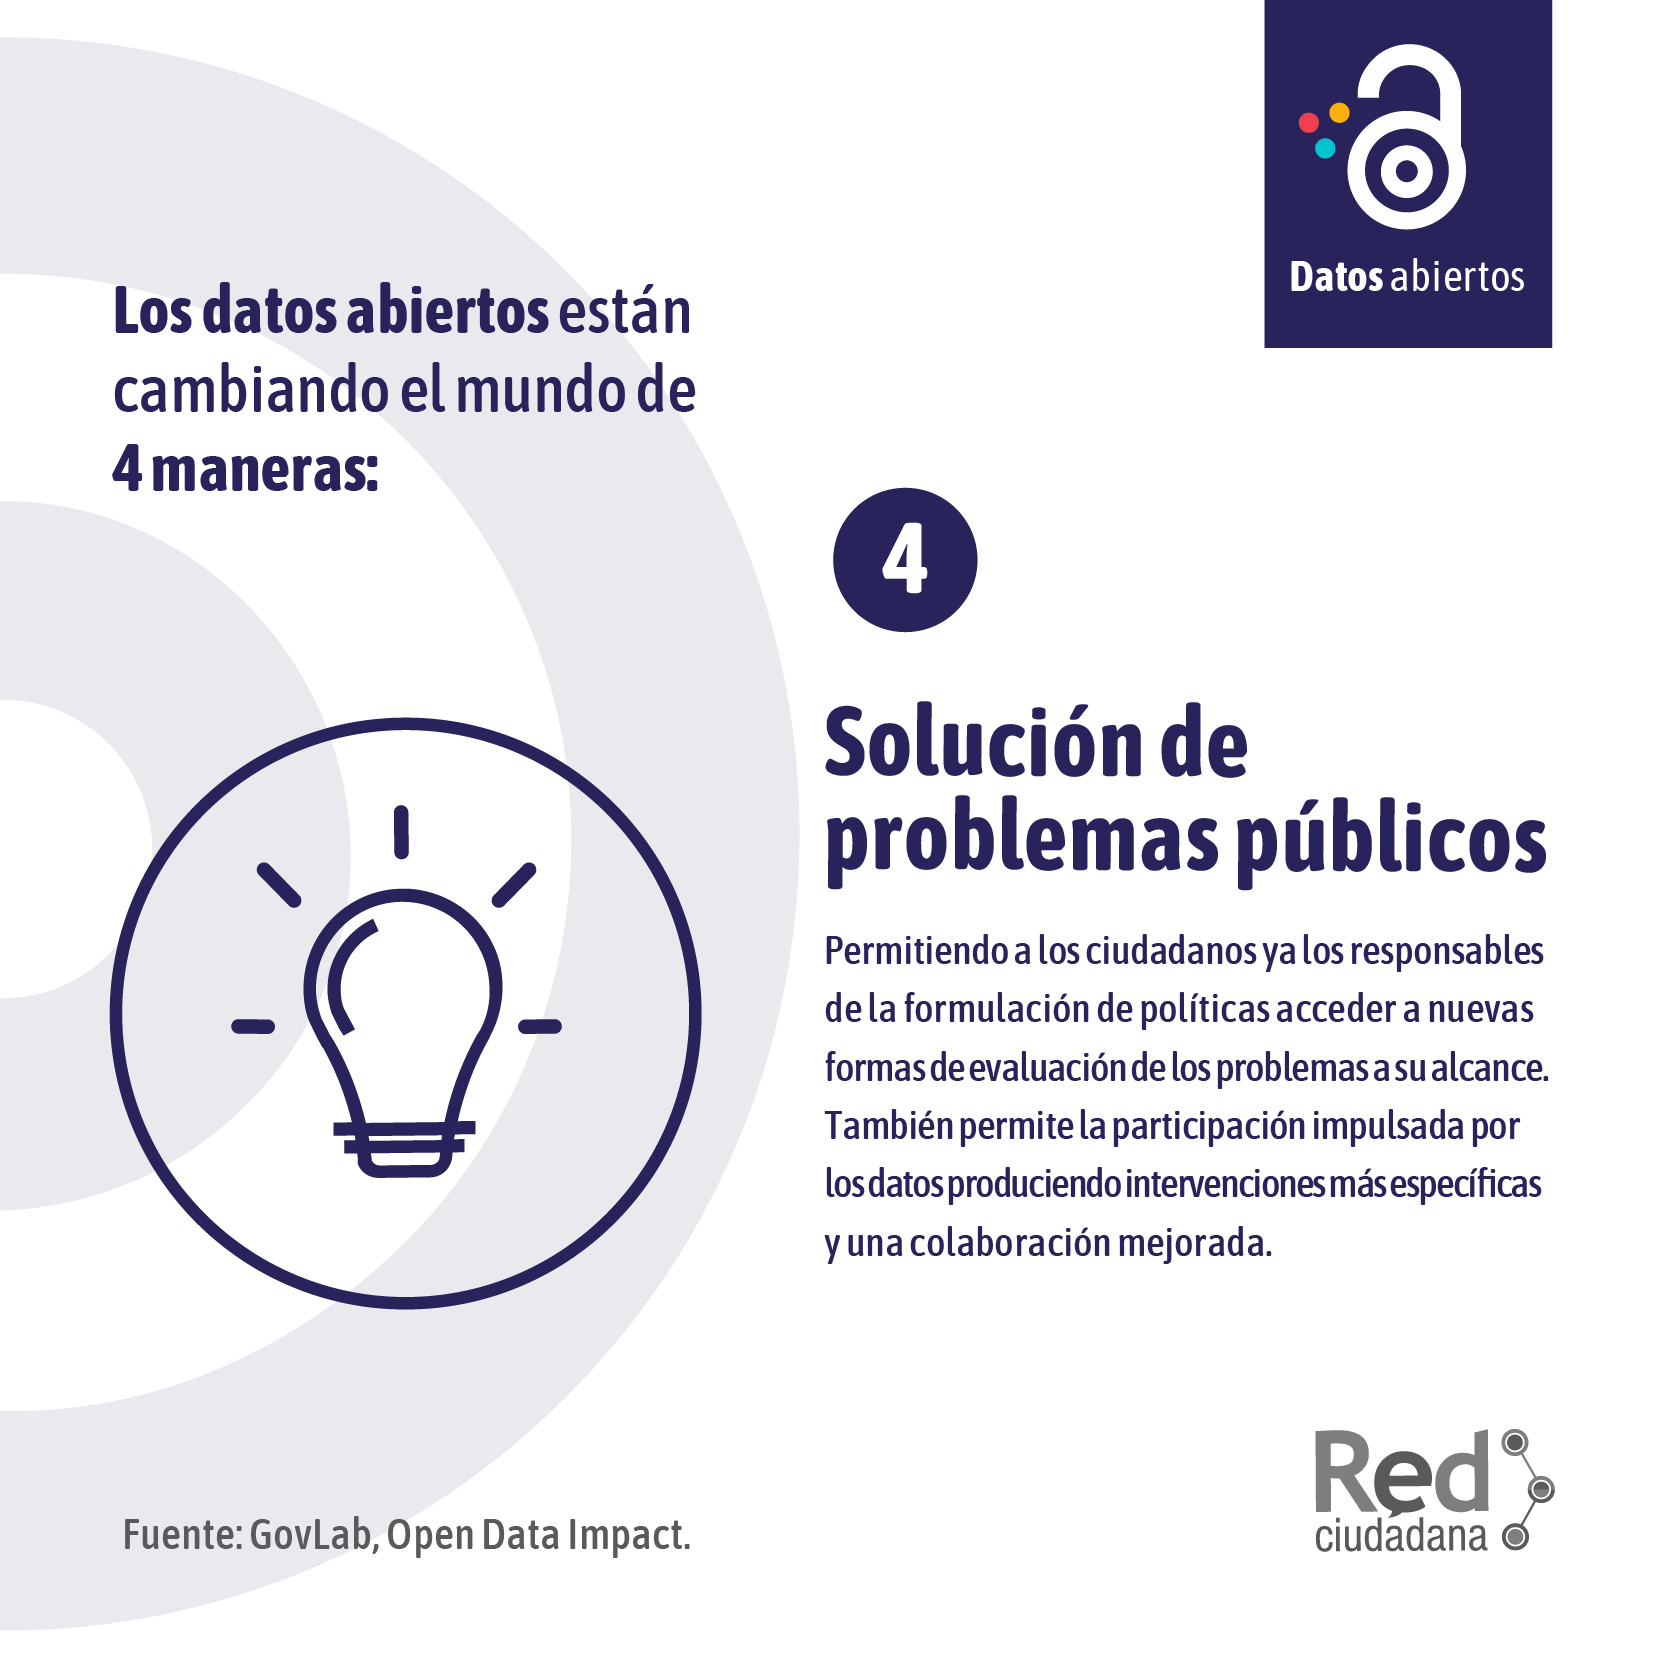 Datos abiertos
Los datos abiertos están
cambiando el mundo de
4 maneras:
4
Solución de
problemas públicos
Permitiendo a los ciudadanos ya los responsables
de la formulación de políticas acceder a nuevas
formas de evaluación de los problemas a su alcance.
También permite la participación impulsada por
los datos produciendo intervenciones más específicas
y una colaboración mejorada.
Fuente: GovLab, Open Data Impact.
Red
ciudadana